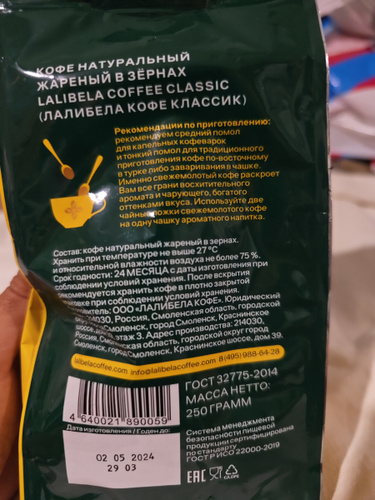 КОФЕ НАТУРАЛЬНЫЙ
ЖАРЕНЫЙ В ЗЁРНАХ
LALIBELA COFFEE CLASSIC
(ЛАЛИБЕЛА КОФЕ КЛАССИК)
Рекомендации по приготовлению:
рекомендуем средний помол
для капельных кофеварок
и тонкий помол для традиционного
приготовления кофе по-восточному
в турке либо заваривания в чашке.
Именно свежемолотый кофе раскроет
Вам все грани восхитительного
аромата и чарующего, богатого
оттенками вкуса. Используйте две
чайные ложки свежемолотого кофе
на одну чашку ароматного напитка.
Состав: кофе натуральный жареный в зернах.
Хранить при температуре не выше 27 °C
и относительной влажности воздуха не более 75 %.
Срок годности: 24 МЕСЯЦА с даты изготовления при
соблюдении условий хранения. После вскрытия
рекомендуется хранить кофе в плотно закрытой
при соблюдении условий хранения.
ООО «ЛАЛИБЕЛА КОФЕ». Юридический
214030, Россия, Смоленская область, городской
Смоленск, город Смоленск, Краснинское
шоссе, этаж 3. Адрес производства: 214030,
Россия, Смоленская область, городской округ город
Смоленск, город Смоленск, Краснинское шоссе, дом 39.
lalibelacoffee.com info@lalibelacoffee.com 8(495)988-64-28
4 640021 890059
ГОСТ 32775-2014
МАССА НЕТТО:
250 ГРАММ
Дата изготовления / Годен до:
02 05 2024
29 03
Система менеджмента
безопасности пищевой
продукции сертифицирована
по стандарту
ГОСТ Р ИСО 22000-2019
EAC